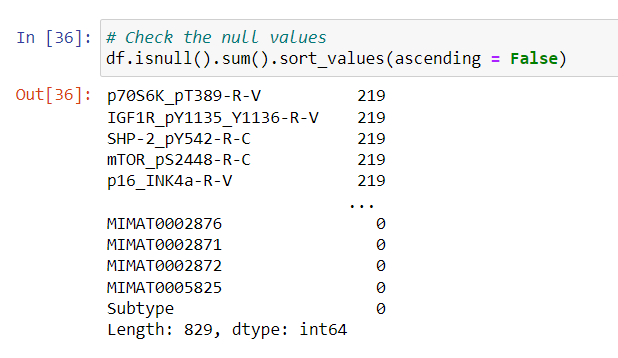 In [36]: # Check the null values
df.isnull().sum().sort_values(ascending = False)
Out[36]: p70S6K_pT389-R-V 219
IGF1R_pY1135_Y1136-R-V 219
SHP-2_pY542-R-C 219
mTOR_pS2448-R-C 219
p16_INK4a-R-V 219
...
MIMAT0002876 0
MIMAT0002871 0
MIMAT0002872 0
MIMAT0005825 0
Subtype 0
Length: 829, dtype: int64